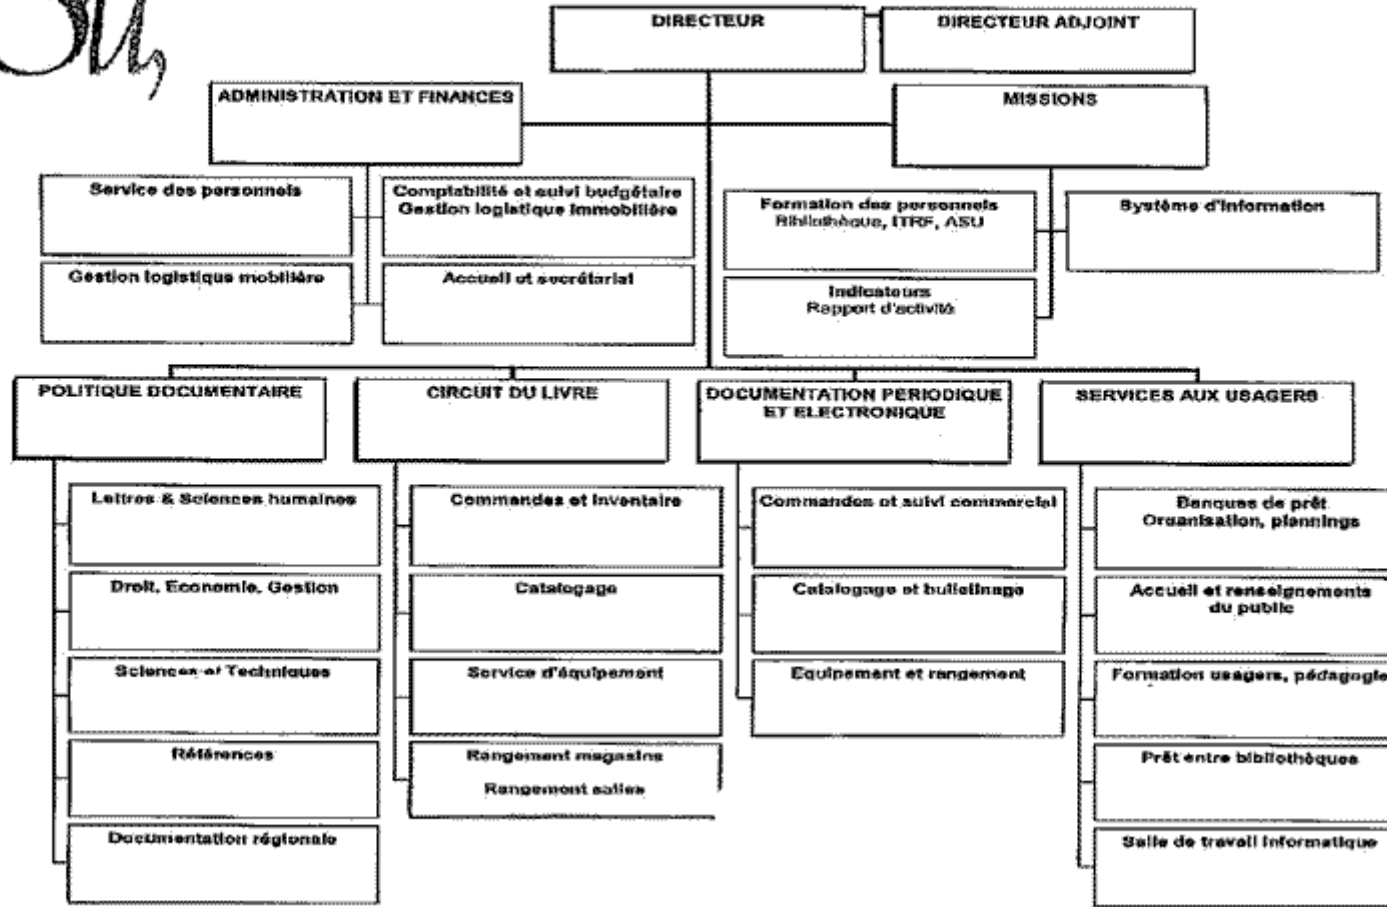 Su,
DIRECTEUR
DIRECTEUR ADJOINT
ADMINISTRATION ET FINANCES
MISSIONS
Service des personnels
Comptabilité et suivi budgétaire
Gestion logistique immobilière
Gestion logistique mobilière
Accueil et secrétariat
Formation des personnels
Bibliothèque, ITRF, ASU
Système d'information
Indicateurs
Rapport d'activité
POLITIQUE DOCUMENTAIRE
Lettres & Sciences humaines
Droit, Economie, Gestion
Sciences et Techniques
Références
Documentation régionale
CIRCUIT DU LIVRE
Commandes et inventaire
Catalogage
Service d'équipement
Rangement magasins
Rangement salles
DOCUMENTATION PERIODIQUE
ET ELECTRONIQUE
Commandes et suivi commercial
Catalogage et bulletinage
Equipement et rangement
SERVICES AUX USAGERS
Banques de prêt
Organisation, plannings
Accueil et renseignements
du public
Formation usagers, pédagogie
Prêt entre bibliothèques
Salle de travail informatique